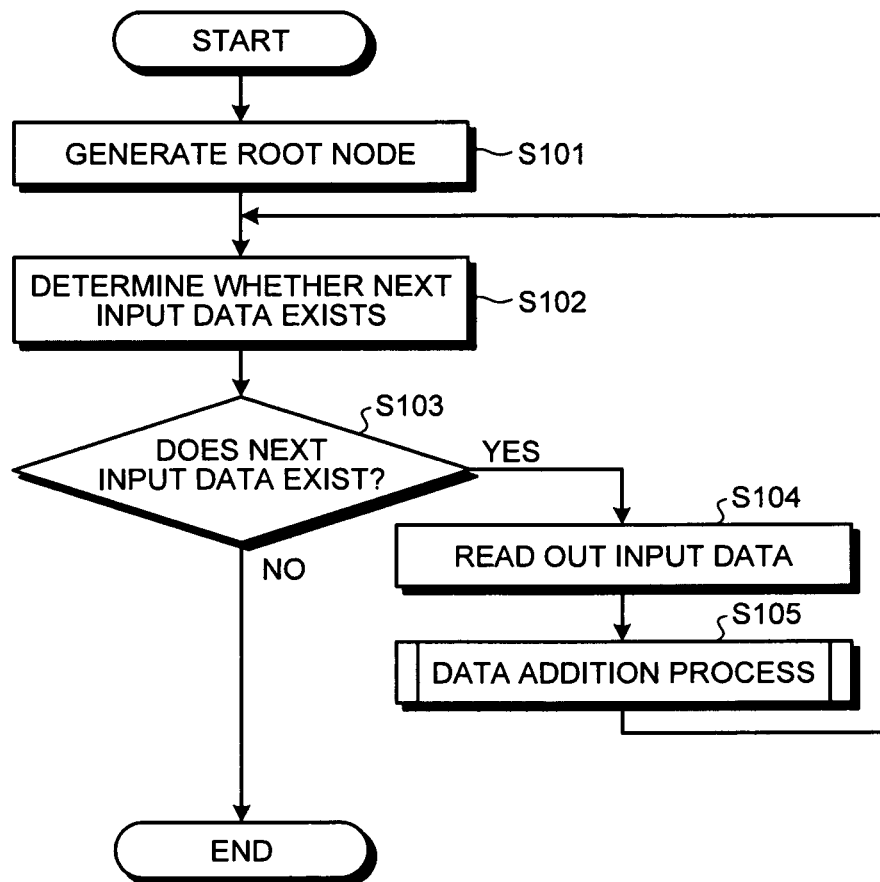 START
GENERATE ROOT NODE
S101
DETERMINE WHETHER NEXT
INPUT DATA EXISTS
S102
S103
DOES NEXT
INPUT DATA EXIST?
YES
NO
S104
READ OUT INPUT DATA
S105
DATA ADDITION PROCESS
END